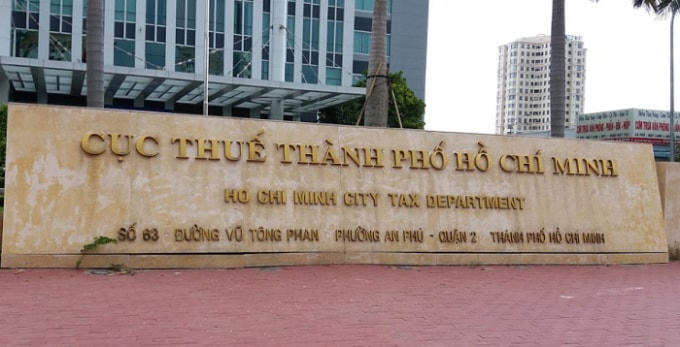 CỤC THUẾ THÀNH PHỐ HỒ CHÍ MINH
HO CHI MINH CITY TAX DEPARTMENT
SỐ 63 - ĐƯỜNG VŨ TÔNG PHAN PHƯỜNG AN PHÚ - QUẬN 2 THÀNH PHỐ HỒ CHÍ MINH